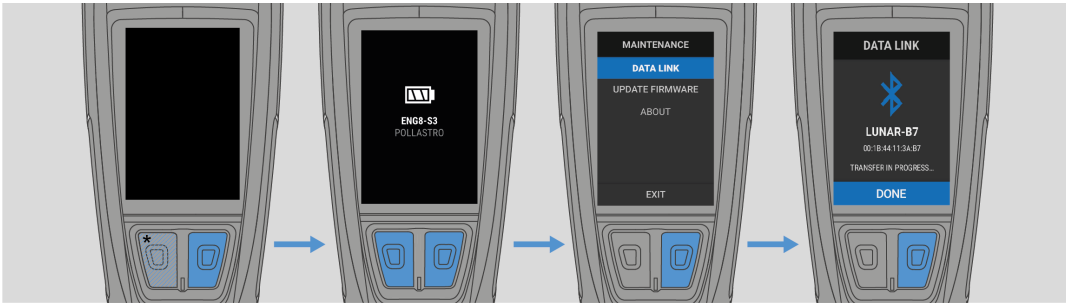 *
ENG8-S3
POLLASTRO
MAINTENANCE
DATA LINK
UPDATE FIRMWARE
ABOUT
EXIT
DATA LINK
LUNAR-B7
00:1B:44:11:3A:B7
TRANSFER IN PROGRESS...
DONE